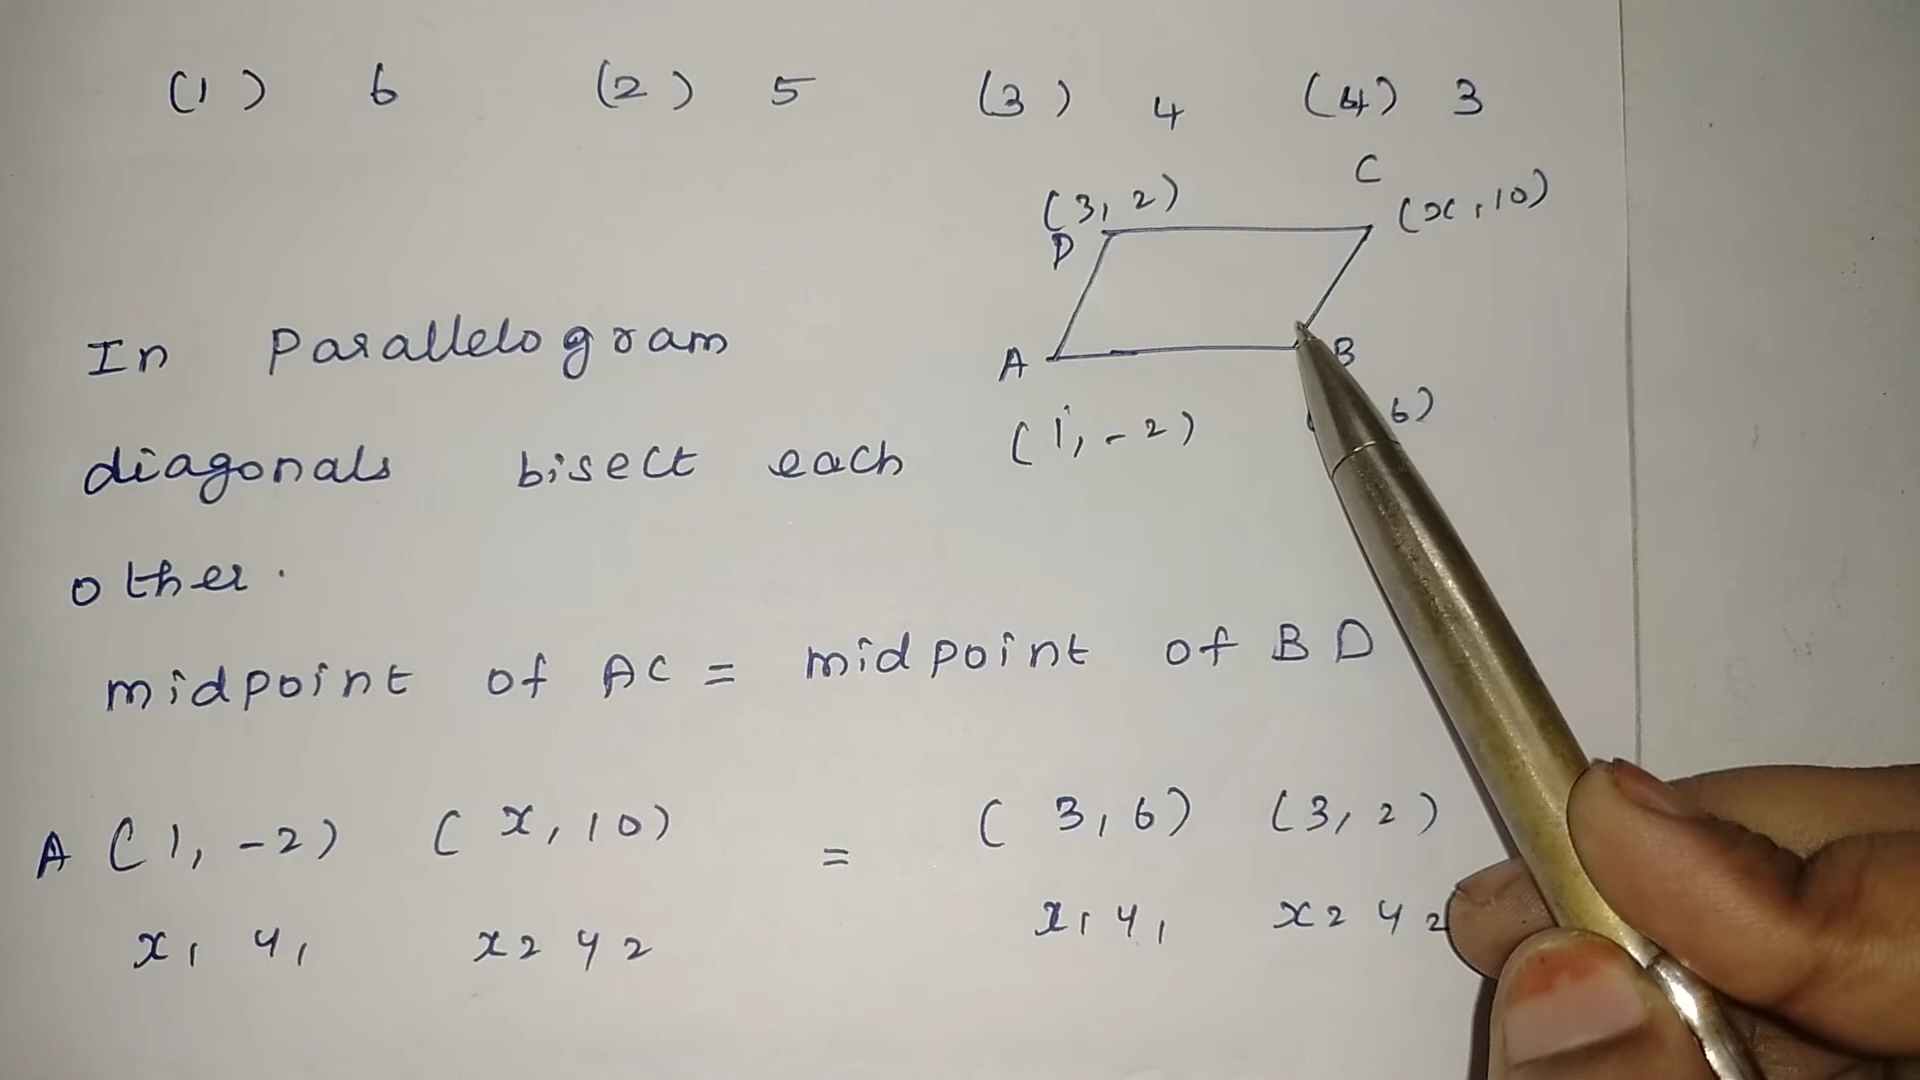 (1) 6 (2) 5 (3) 4 (4) 3
C
(3, 2) (x, 10)
D
In Parallelogram
A B
(1, -2) 6)
diagonals bisect each
other.
midpoint of AC = midpoint of BD
A (1, -2) (x, 10) = (3, 6) (3, 2)
x1 y1 x2 y2 x1 y1 x2 y2